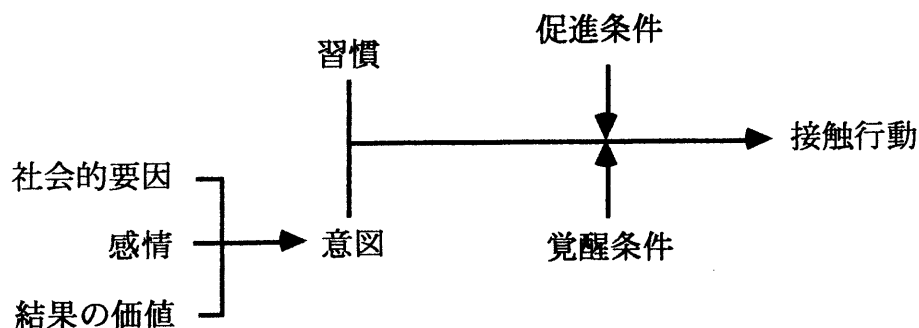 促進条件
習慣
接触行動
社会的要因
感情
意図
覚醒条件
結果の価値